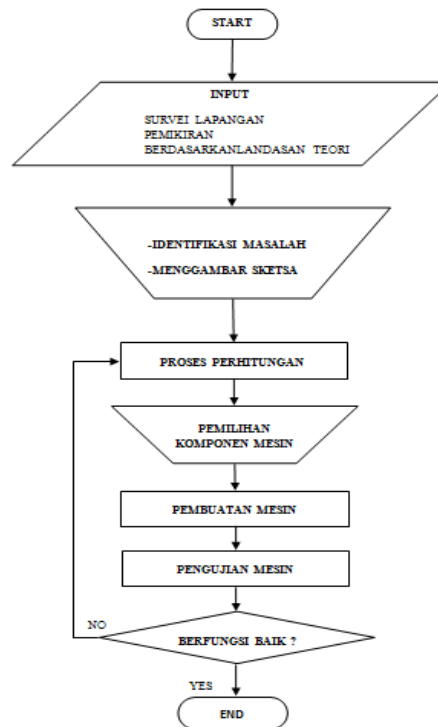 START
INPUT
SURVEI LAPANGAN
PEMIKIRAN
BERDASARKANLANDASAN TEORI
-IDENTIFIKASI MASALAH
-MENGGAMBAR SKETSA
PROSES PERHITUNGAN
PEMILIHAN
KOMPONEN MESIN
PEMBUATAN MESIN
PENGUJIAN MESIN
NO
BERFUNGSI BAIK ?
YES
END